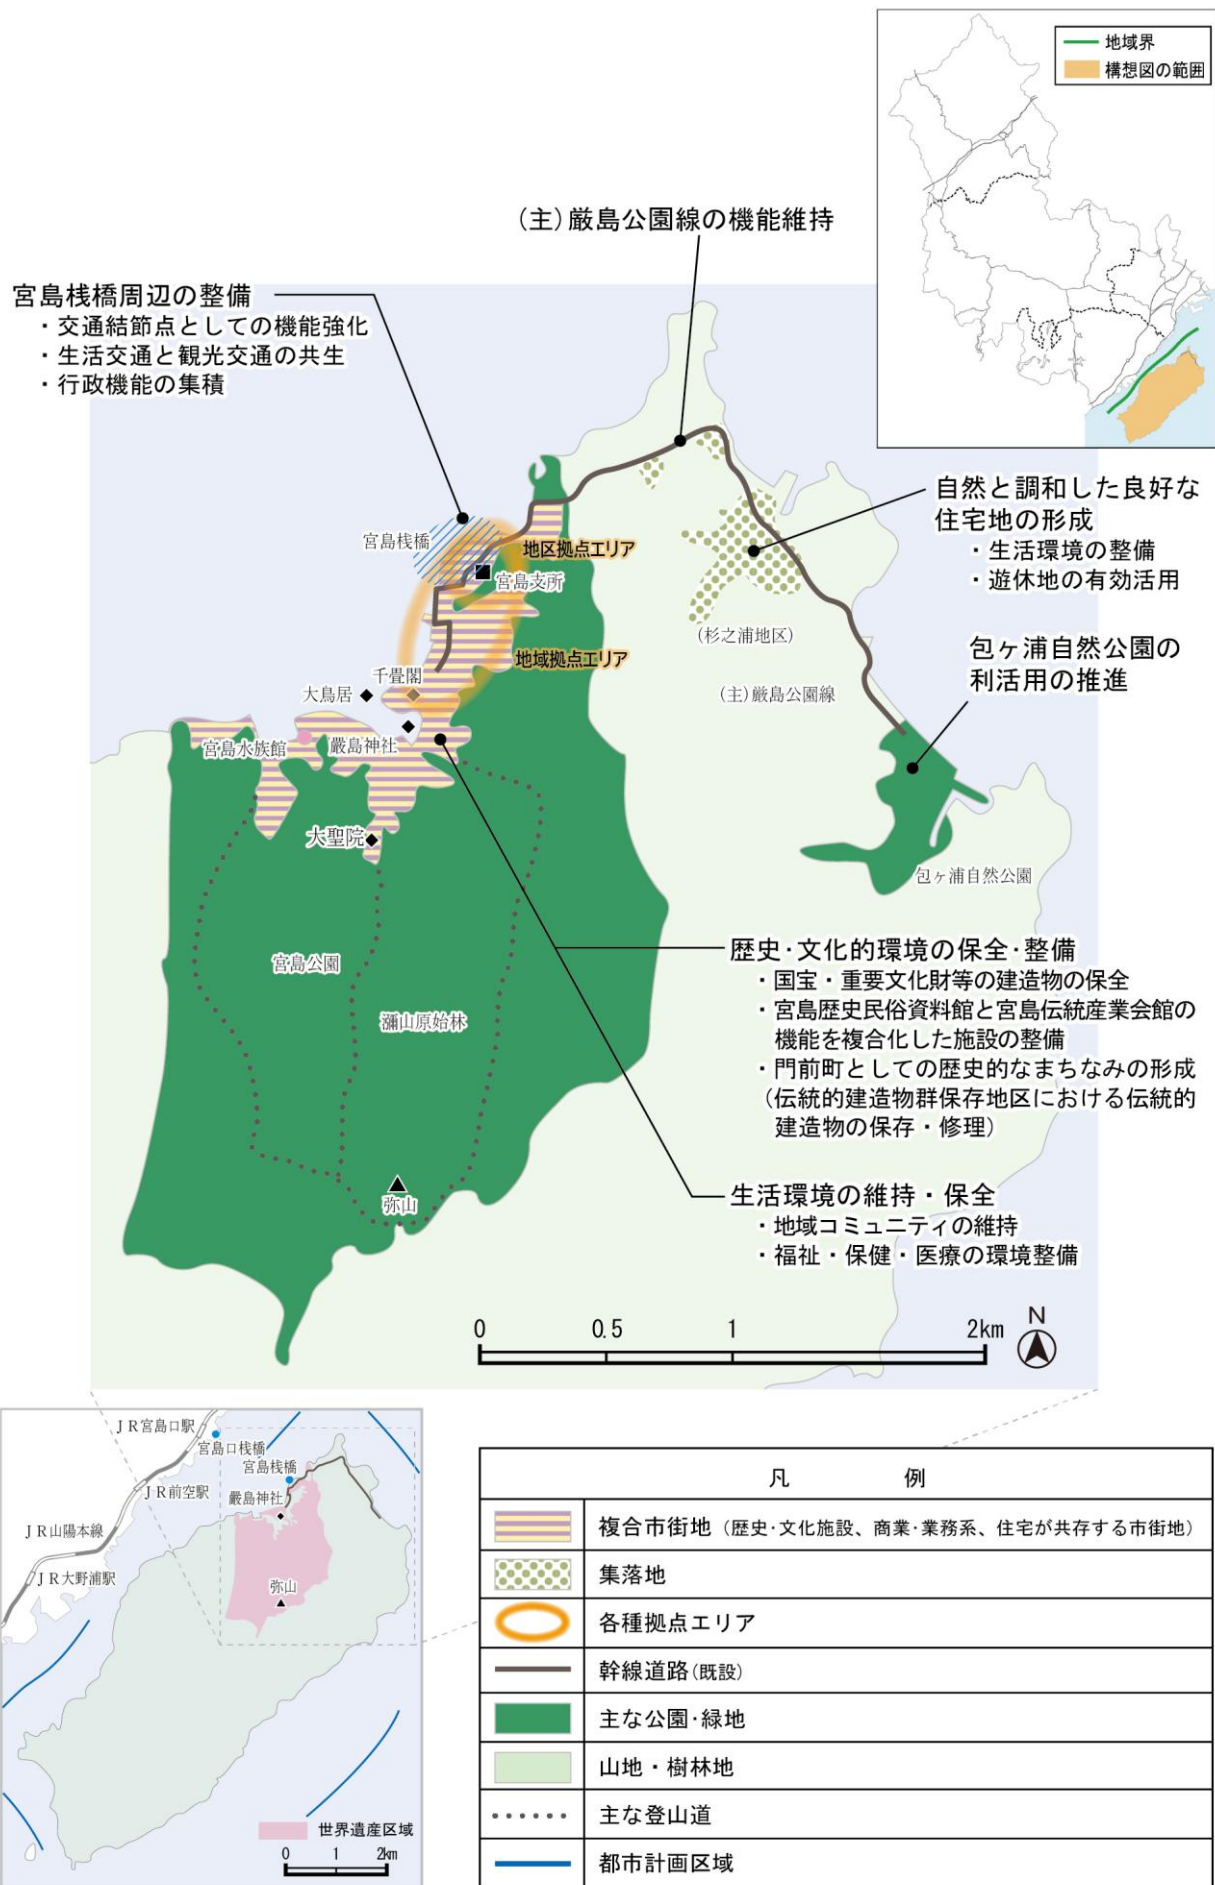 地域界
構想図の範囲
(主)厳島公園線の機能維持
宮島桟橋周辺の整備
・交通結節点としての機能強化
・生活交通と観光交通の共生
・行政機能の集積
自然と調和した良好な
住宅地の形成
・生活環境の整備
・遊休地の有効活用
宮島桟橋
地区拠点エリア
宮島支所
(杉之浦地区)
地域拠点エリア
包ヶ浦自然公園の
利活用の推進
千畳閣
大鳥居
(主)厳島公園線
宮島水族館
嚴島神社
大聖院
包ヶ浦自然公園
歴史・文化的環境の保全・整備
・国宝・重要文化財等の建造物の保全
・宮島歴史民俗資料館と宮島伝統産業会館の
機能を複合化した施設の整備
・門前町としての歴史的なまちなみの形成
(伝統的建造物群保存地区における伝統的
建造物の保存・修理)
宮島公園
瀰山原始林
弥山
生活環境の維持・保全
・地域コミュニティの維持
・福祉・保健・医療の環境整備
0 0.5 1 2km
N
JR宮島口駅
宮島口桟橋
宮島桟橋
JR前空駅
嚴島神社
JR山陽本線
JR大野浦駅
弥山
世界遺産区域
0 1 2km
凡 例
複合市街地 (歴史・文化施設、商業・業務系、住宅が共存する市街地)
集落地
各種拠点エリア
幹線道路(既設)
主な公園・緑地
山地・樹林地
主な登山道
都市計画区域